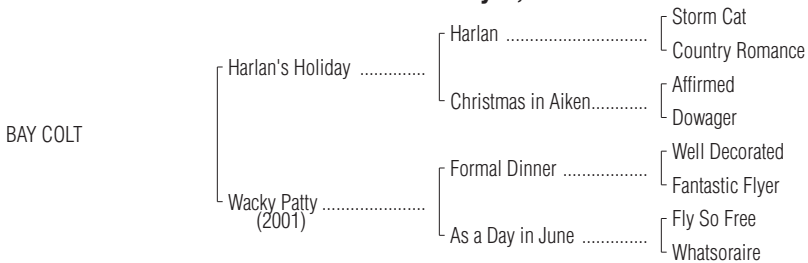 Storm Cat
Harlan ..............................
Country Romance
Harlan's Holiday ..............
Affirmed
Christmas in Aiken............
Dowager
BAY COLT
Well Decorated
Formal Dinner ..................
Fantastic Flyer
Wacky Patty ......................
(2001)
Fly So Free
As a Day in June ..............
Whatsoraire